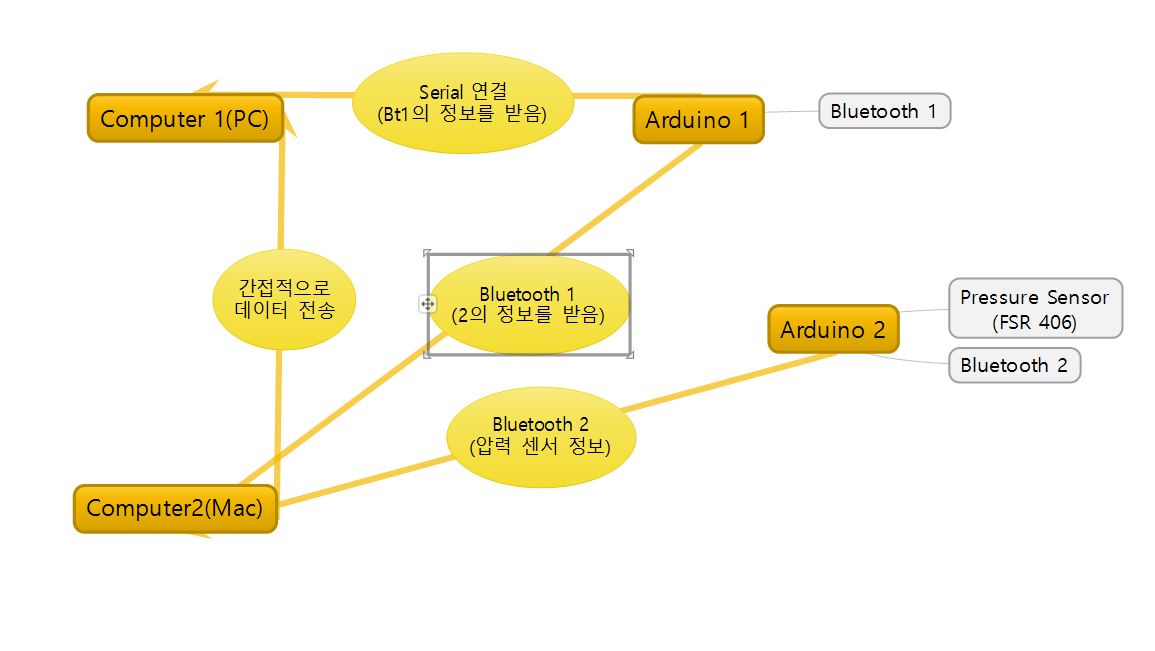 Serial 연결
(Bt1의 정보를 받음)
Computer 1(PC)
Arduino 1
Bluetooth 1
간접적으로
데이터 전송
Bluetooth 1
(2의 정보를 받음)
Pressure Sensor
(FSR 406)
Arduino 2
Bluetooth 2
Bluetooth 2
(압력 센서 정보)
Computer2(Mac)